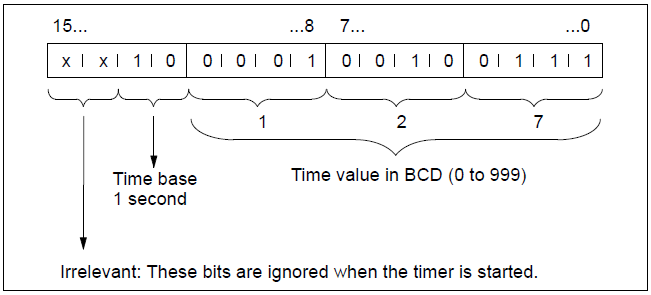 15... ...8 7... ...0
x x 1 0 0 0 0 1 0 0 1 0 0 1 1 1
1 2 7
Time base
1 second
Time value in BCD (0 to 999)
Irrelevant: These bits are ignored when the timer is started.